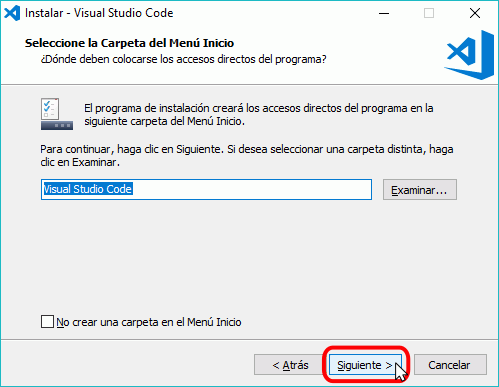 Instalar - Visual Studio Code
Seleccione la Carpeta del Menú Inicio
¿Dónde deben colocarse los accesos directos del programa?
El programa de instalación creará los accesos directos del programa en la
siguiente carpeta del Menú Inicio.
Para continuar, haga clic en Siguiente. Si desea seleccionar una carpeta distinta, haga
clic en Examinar.
Visual Studio Code
Examinar...
No crear una carpeta en el Menú Inicio
< Atrás
Siguiente >
Cancelar